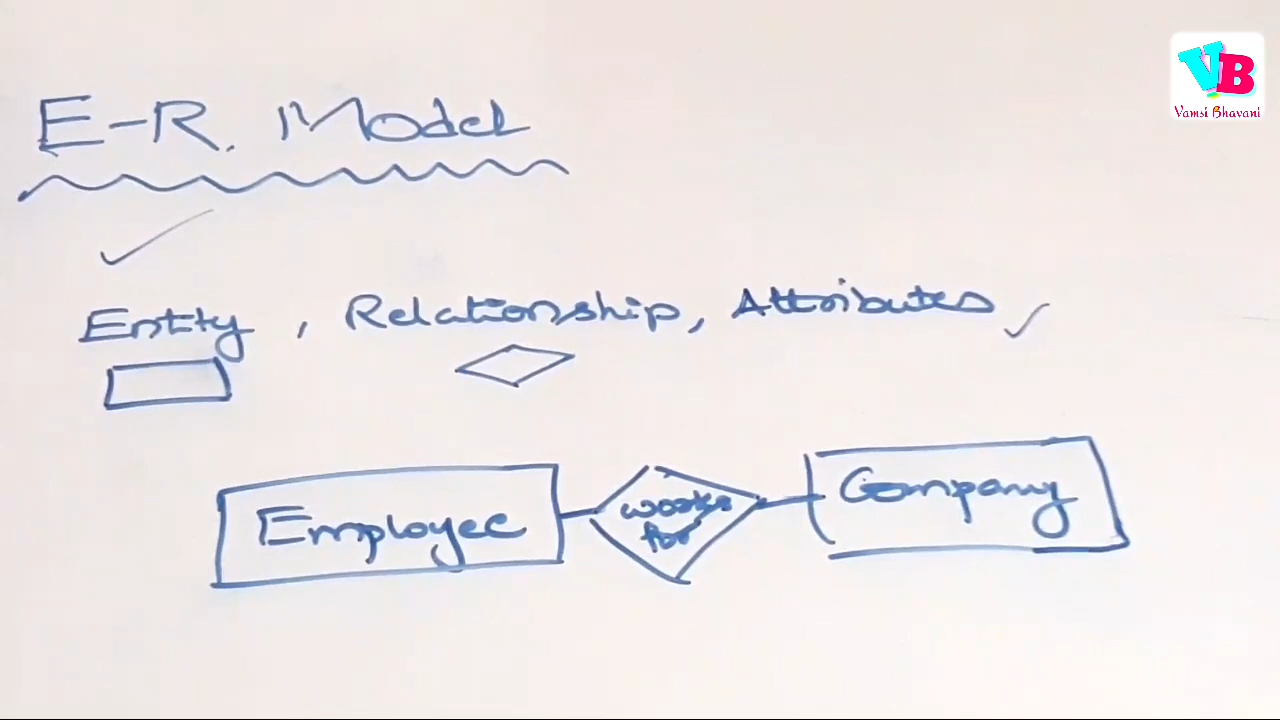 VB
Vamsi Bhavani
E-R. Model
Entity, Relationship, Attributes
Employee works for Company